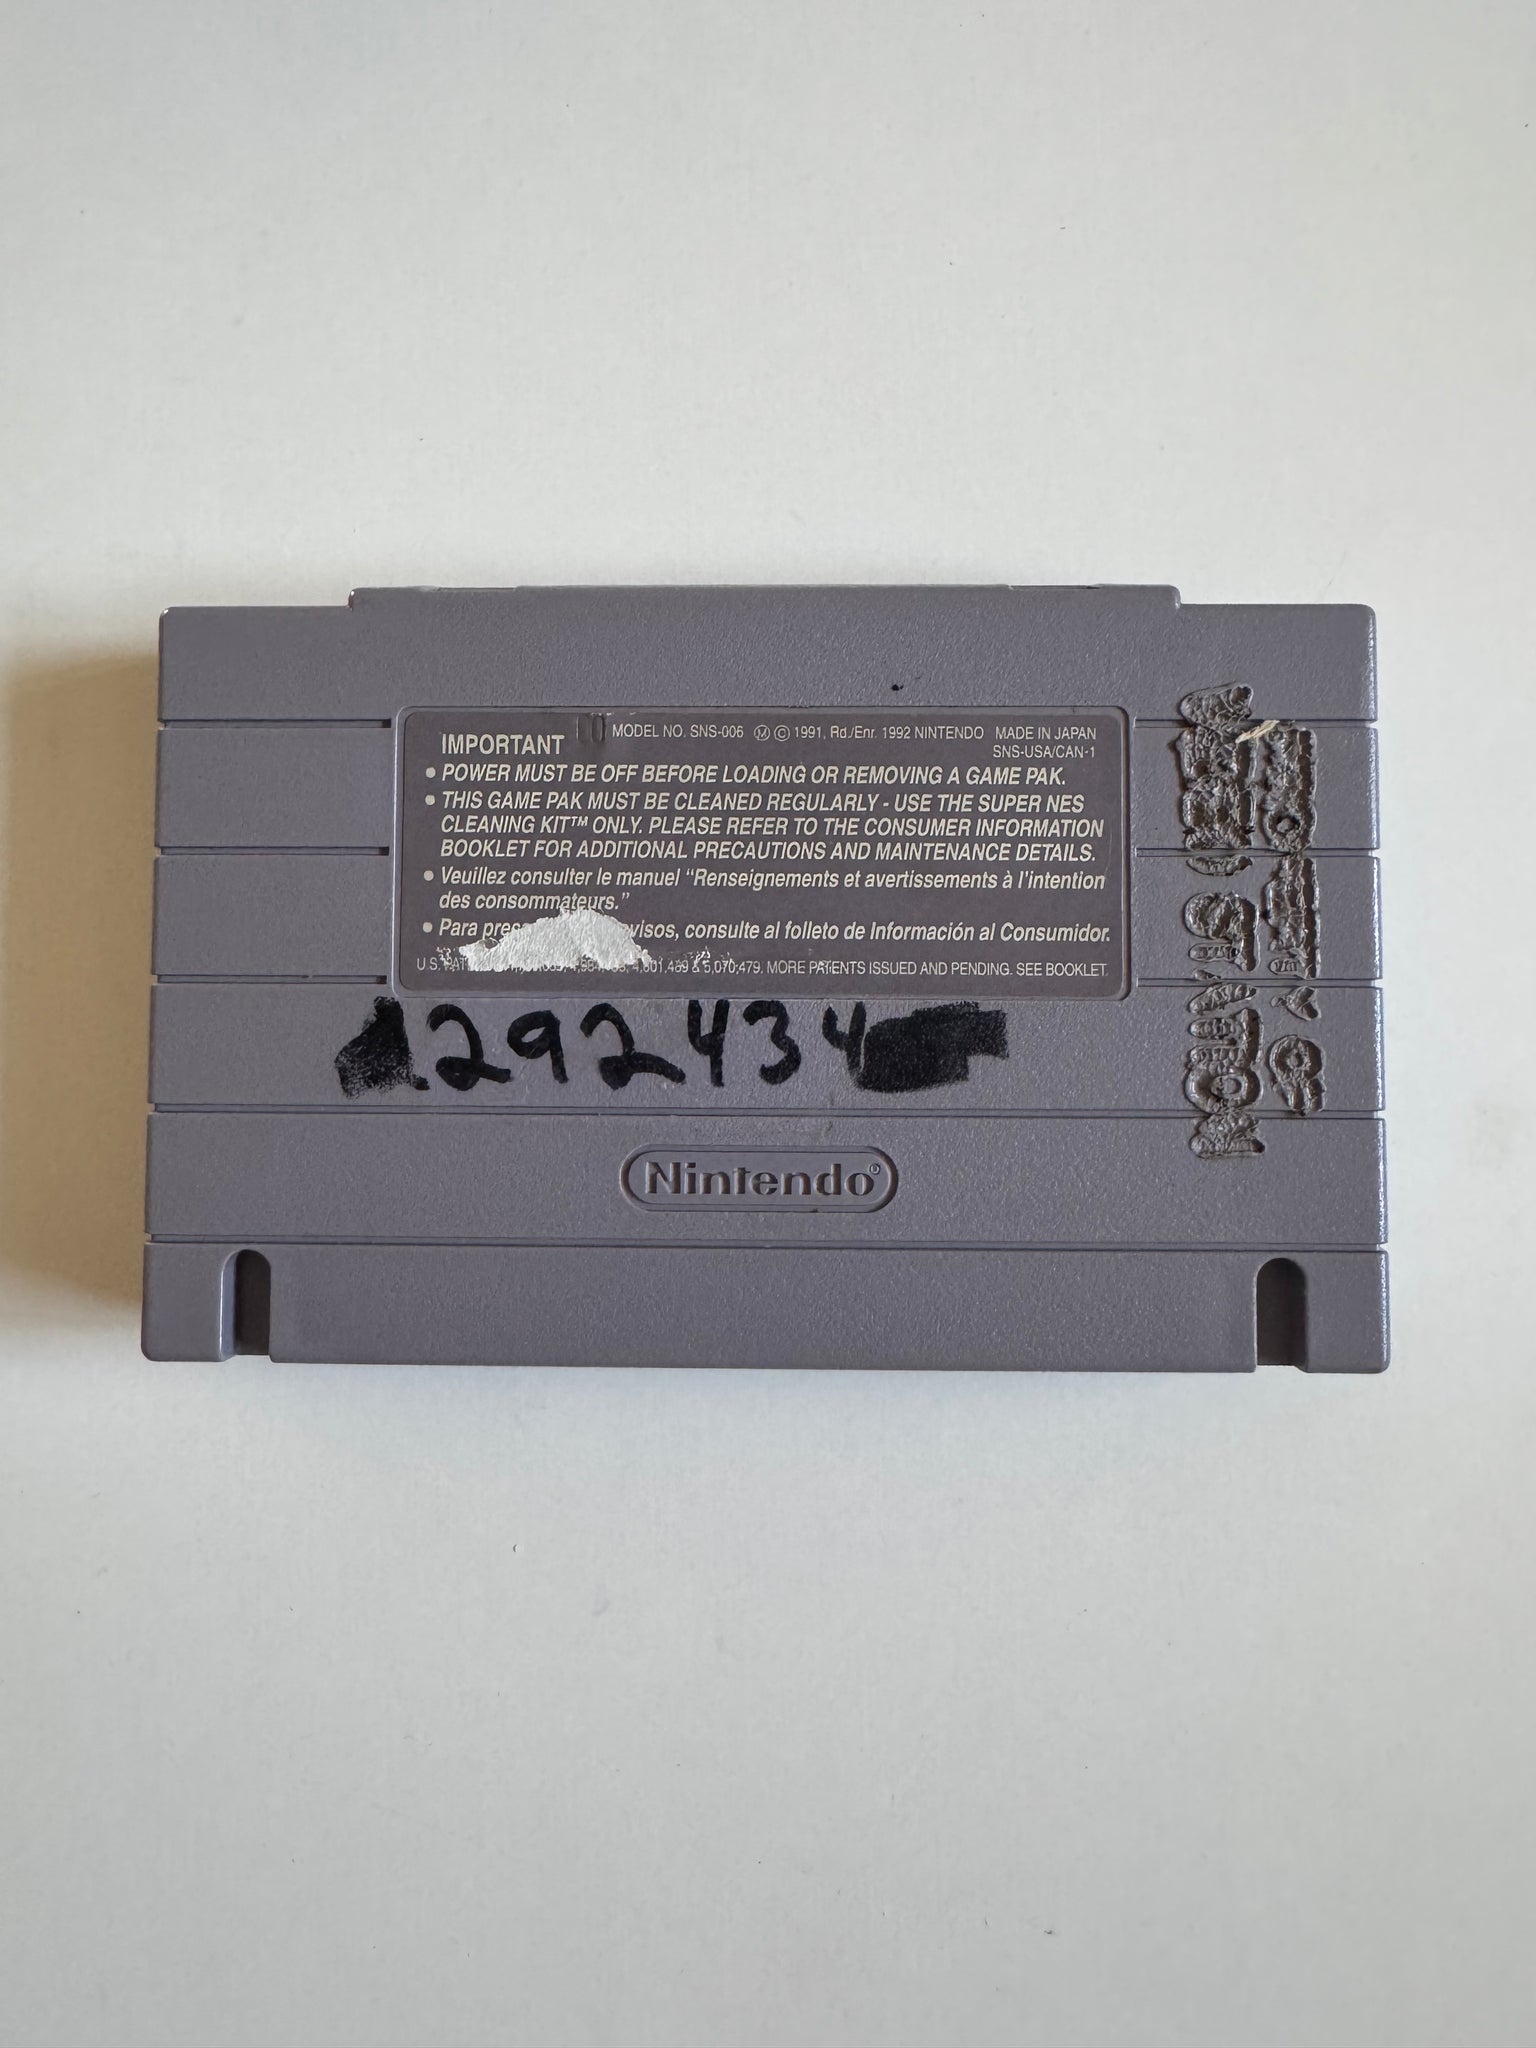 IMPORTANT
MODEL NO. SNS-006 Ⓜ © 1991, Rd./Enr. 1992 NINTENDO MADE IN JAPAN
SNS-USA/CAN-1
• POWER MUST BE OFF BEFORE LOADING OR REMOVING A GAME PAK.
• THIS GAME PAK MUST BE CLEANED REGULARLY - USE THE SUPER NES
CLEANING KIT™ ONLY. PLEASE REFER TO THE CONSUMER INFORMATION
BOOKLET FOR ADDITIONAL PRECAUTIONS AND MAINTENANCE DETAILS.
• Veuillez consulter le manuel “Renseignements et avertissements à l’intention
des consommateurs.”
• Para consulte al folleto de Información al Consumidor.
U.S. & 5,070,479. MORE PATENTS ISSUED AND PENDING. SEE BOOKLET
292434
Nintendo®